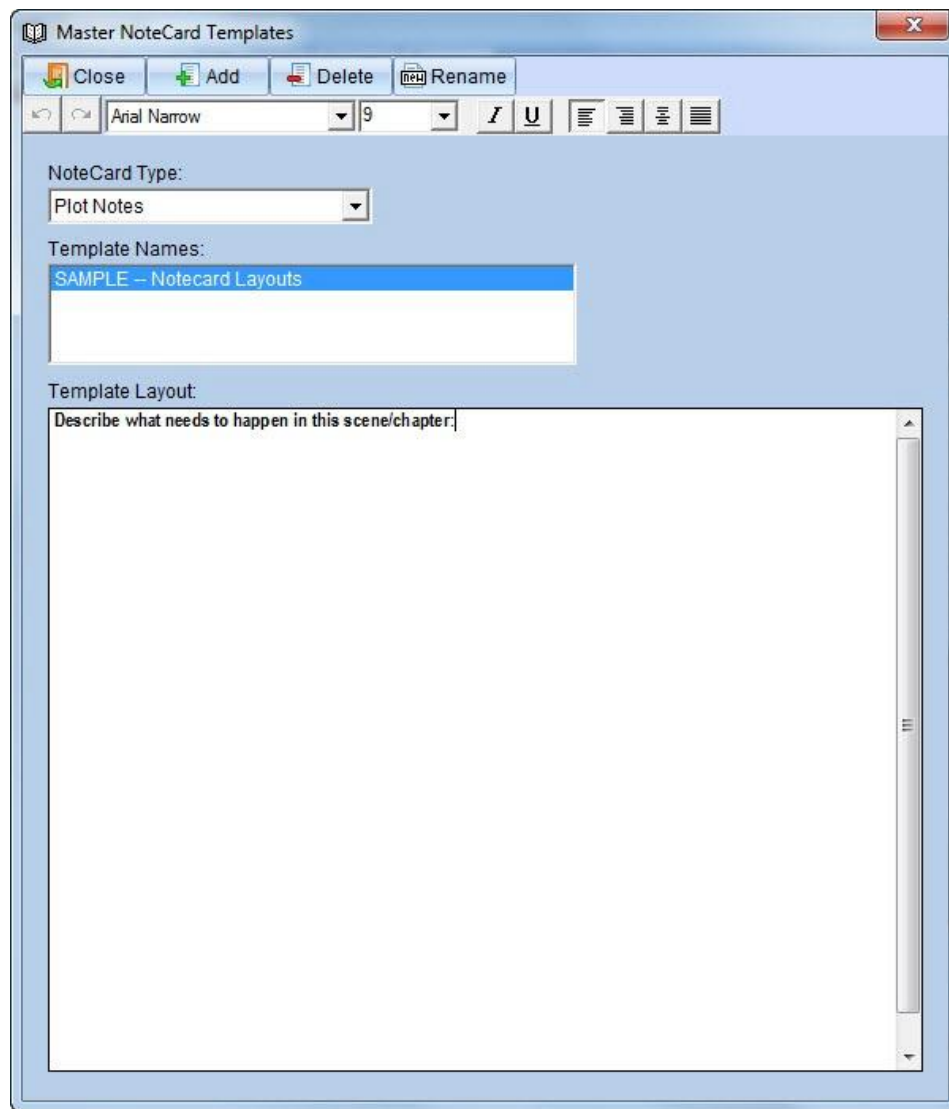 Master NoteCard Templates
Close Add Delete new Rename
Arial Narrow 9 I U
NoteCard Type:
Plot Notes
Template Names:
SAMPLE -- Notecard Layouts
Template Layout:
Describe what needs to happen in this scene/chapter: